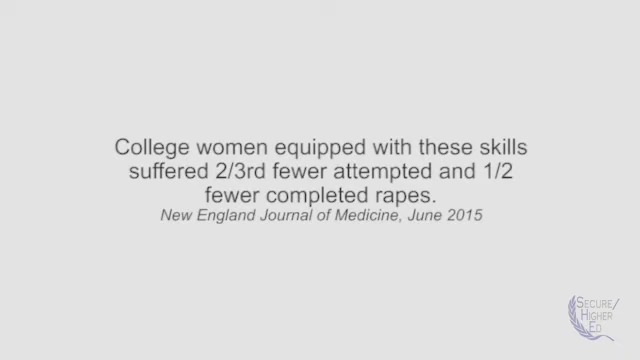 College women equipped with these skills
suffered 2/3rd fewer attempted and 1/2
fewer completed rapes.
New England Journal of Medicine, June 2015
SECURE/
HIGHER
ED